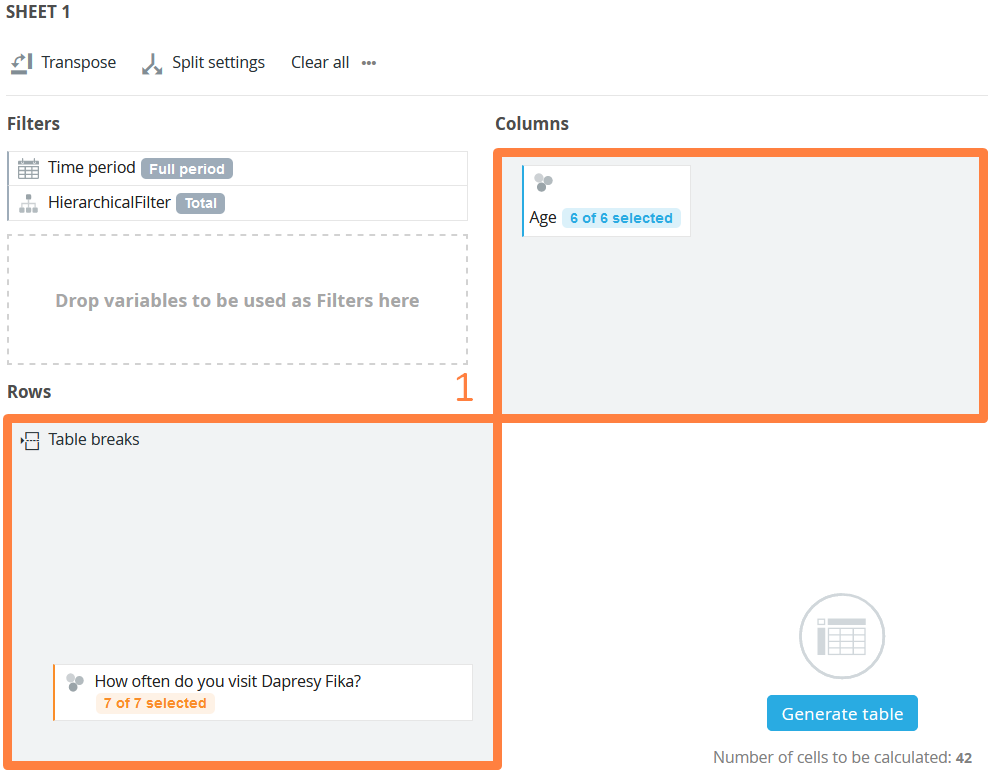 SHEET 1
Transpose Split settings Clear all •••
Filters
Columns
Time period Full period
HierarchicalFilter Total
Age 6 of 6 selected
Drop variables to be used as Filters here
Rows
1
Table breaks
How often do you visit Dapresy Fika?
7 of 7 selected
Generate table
Number of cells to be calculated: 42